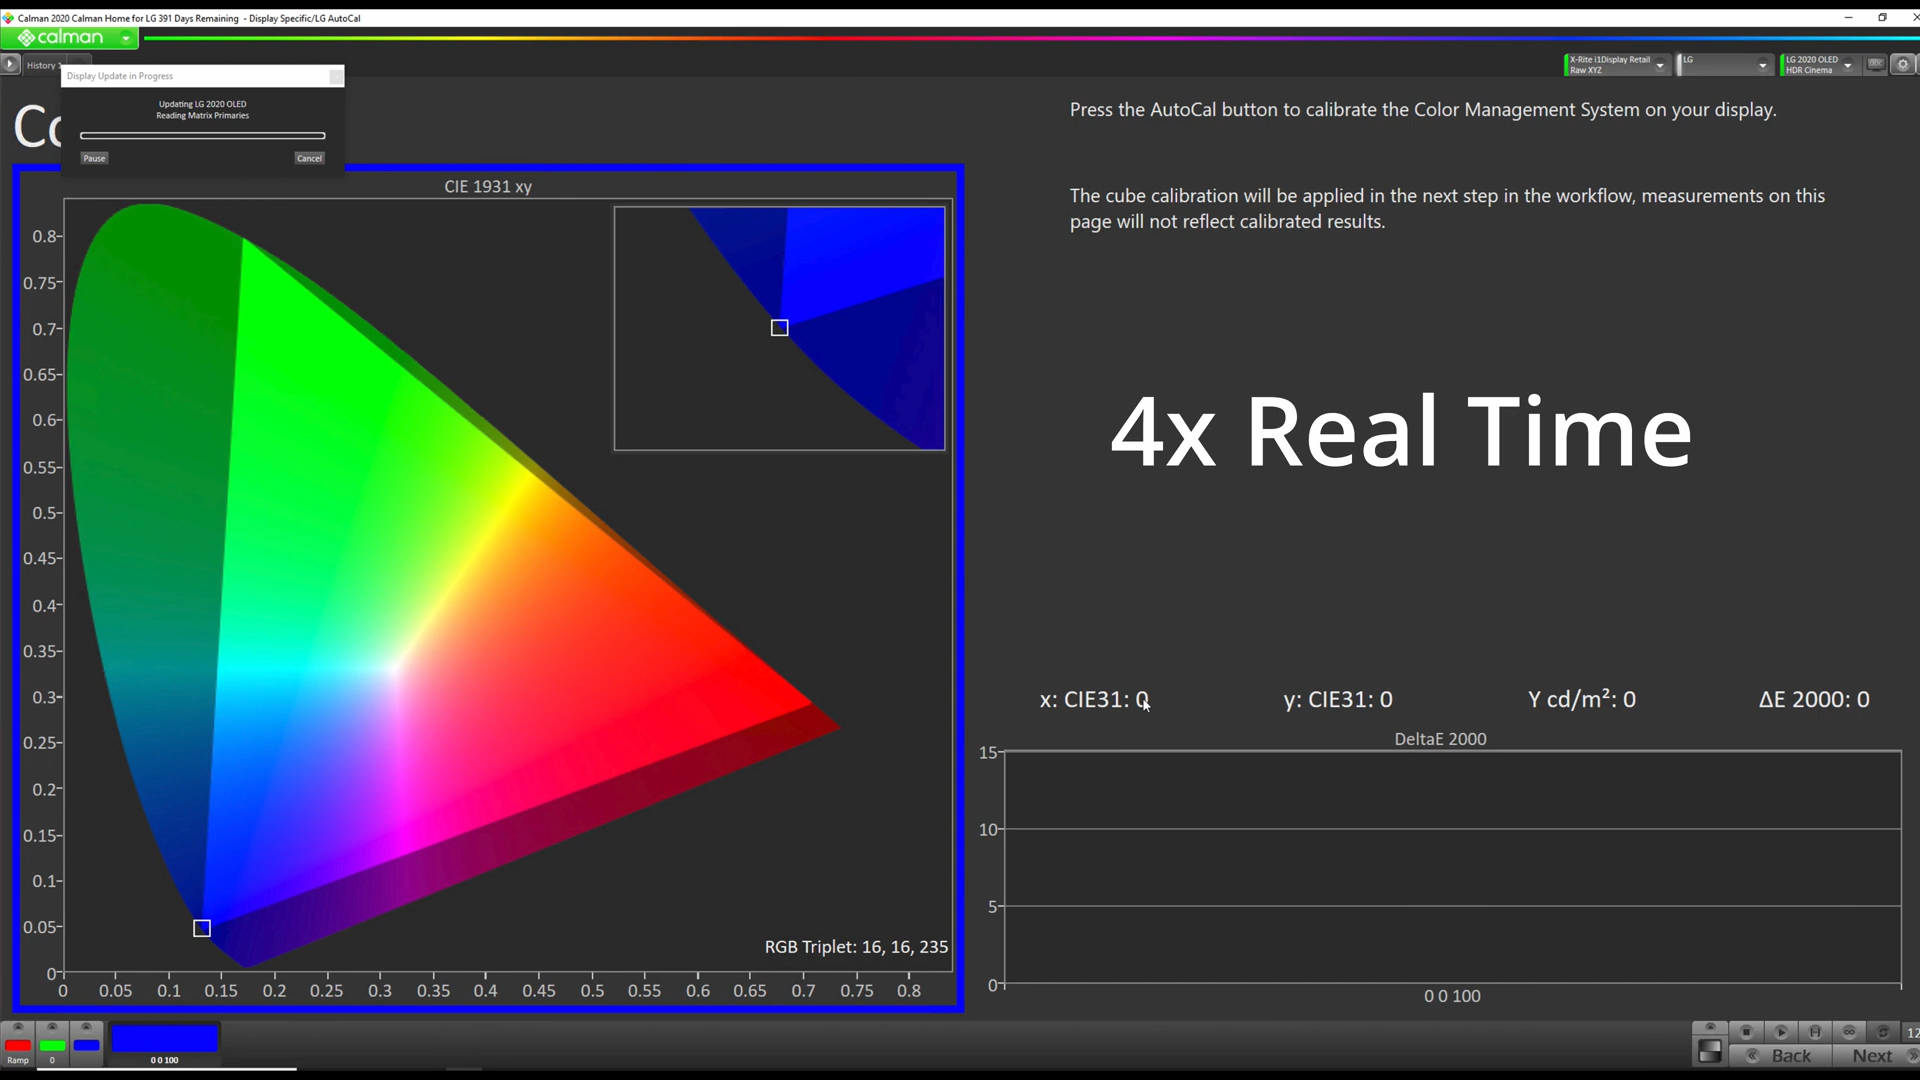 Calman 2020 Calman Home for LG 391 Days Remaining  - Display Specific/LG AutoCal
calman
History 1
Display Update in Progress
Updating LG 2020 OLED
Reading Matrix Primaries
Pause
Cancel
X-Rite i1Display Retail
Raw XYZ
LG
LG 2020 OLED
HDR Cinema
Co
Press the AutoCal button to calibrate the Color Management System on your display.
The cube calibration will be applied in the next step in the workflow, measurements on this
page will not reflect calibrated results.
CIE 1931 xy
0.8
0.75
0.7
0.65
0.6
0.55
0.5
0.45
0.4
0.35
0.3
0.25
0.2
0.15
0.1
0.05
0
0 0.05 0.1 0.15 0.2 0.25 0.3 0.35 0.4 0.45 0.5 0.55 0.6 0.65 0.7 0.75 0.8
RGB Triplet: 16, 16, 235
4x Real Time
x: CIE31: 0
y: CIE31: 0
Y cd/m²: 0
ΔE 2000: 0
DeltaE 2000
15
10
5
0
0 0 100
Ramp
0
0 0 100
12
Back
Next